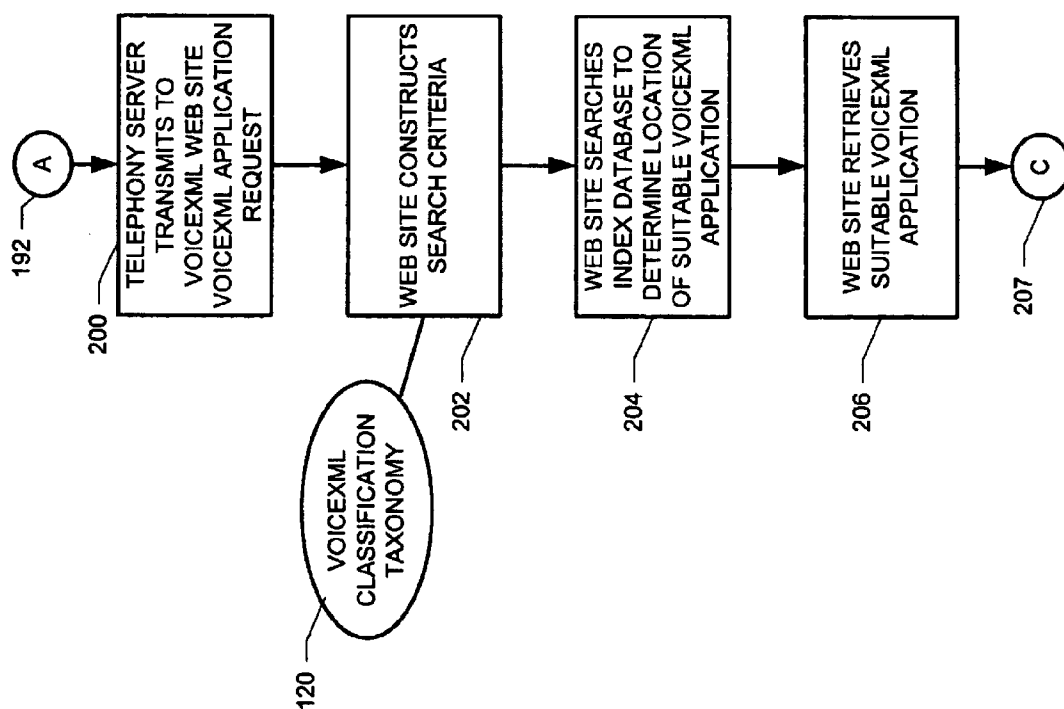 A
192
TELEPHONY SERVER
TRANSMITS TO
VOICEXML WEB SITE
VOICEXML APPLICATION
REQUEST
200
WEB SITE CONSTRUCTS
SEARCH CRITERIA
202
VOICEXML
CLASSIFICATION
TAXONOMY
120
WEB SITE SEARCHES
INDEX DATABASE TO
DETERMINE LOCATION
OF SUITABLE VOICEXML
APPLICATION
204
WEB SITE RETRIEVES
SUITABLE VOICEXML
APPLICATION
206
C
207